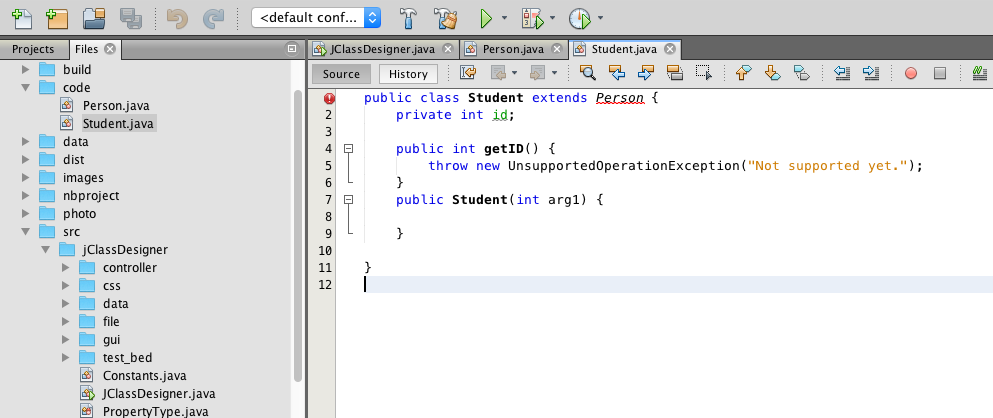 <default conf...
Projects Files
JClassDesigner.java Person.java Student.java
Source History
build
code
Person.java
Student.java
data
dist
images
nbproject
photo
src
jClassDesigner
controller
css
data
file
gui
test_bed
Constants.java
JClassDesigner.java
PropertyType.java
public class Student extends Person {
2 private int id;
3
4 public int getID() {
5 throw new UnsupportedOperationException("Not supported yet.");
6 }
7 public Student(int arg1) {
8
9 }
10
11 }
12